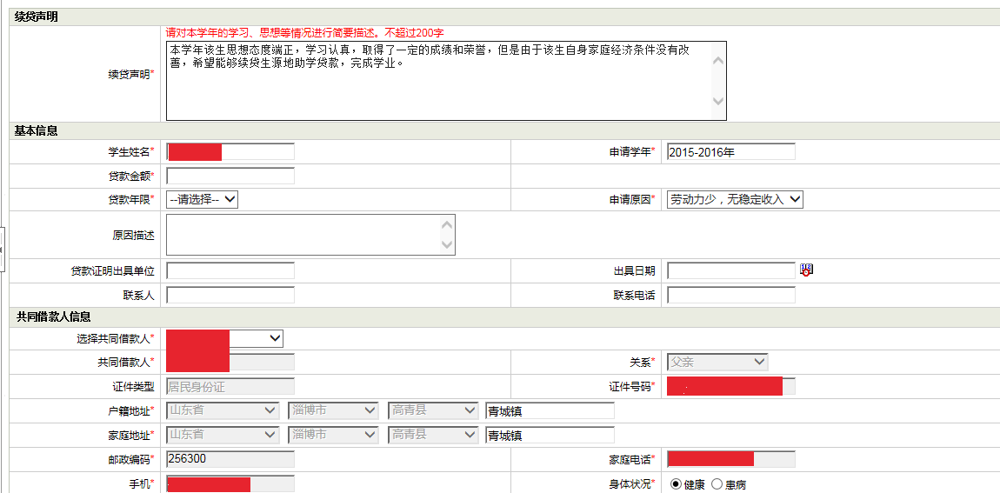 续贷声明
请对本学年的学习、思想等情况进行简要描述。不超过200字
续贷声明*
本学年该生思想态度端正，学习认真，取得了一定的成绩和荣誉，但是由于该生自身家庭经济条件没有改
善，希望能够续贷生源地助学贷款，完成学业。
基本信息
学生姓名* 申请学年* 2015-2016年
贷款金额*
贷款年限* --请选择-- 申请原因* 劳动力少，无稳定收入
原因描述
贷款证明出具单位 出具日期
联系人 联系电话
共同借款人信息
选择共同借款人*
共同借款人* 关系* 父亲
证件类型 居民身份证 证件号码*
户籍地址* 山东省 淄博市 高青县 青城镇
家庭地址* 山东省 淄博市 高青县 青城镇
邮政编码* 256300 家庭电话*
手机* 身体状况* 健康 患病